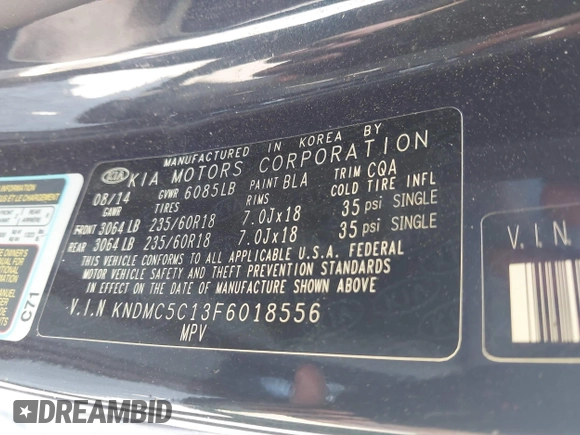 MANUFACTURED IN KOREA BY
KIA KIA MOTORS CORPORATION
08/14 GVWR 6085LB PAINT BLA TRIM CQA
GAWR TIRES RIMS COLD TIRE INFL
FRONT 3064 LB 235/60R18 7.0Jx18 35 psi SINGLE
REAR 3064 LB 235/60R18 7.0Jx18 35 psi SINGLE
THIS VEHICLE CONFORMS TO ALL APPLICABLE U.S.A. FEDERAL
MOTOR VEHICLE SAFETY AND THEFT PREVENTION STANDARDS
IN EFFECT ON THE DATE OF MANUFACTURE SHOWN ABOVE
V.I.N KNDMC5C13F6018556
MPV
C71
V.I.N
DREAMBID